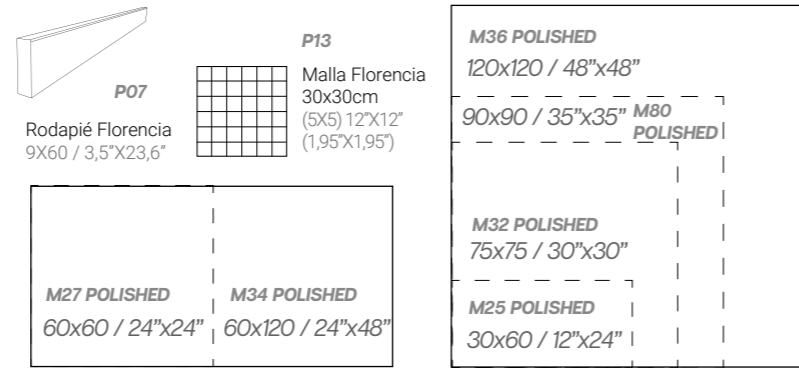 P07
Rodapié Florencia
9X60 / 3,5”X23,6”
P13
Malla Florencia
30x30cm
(5X5) 12”X12”
(1,95”X1,95”)
M27 POLISHED
60x60 / 24”x24”
M34 POLISHED
60x120 / 24”x48”
M36 POLISHED
120x120 / 48”x48”
90x90 / 35”x35” M80
POLISHED
M32 POLISHED
75x75 / 30”x30”
M25 POLISHED
30x60 / 12”x24”